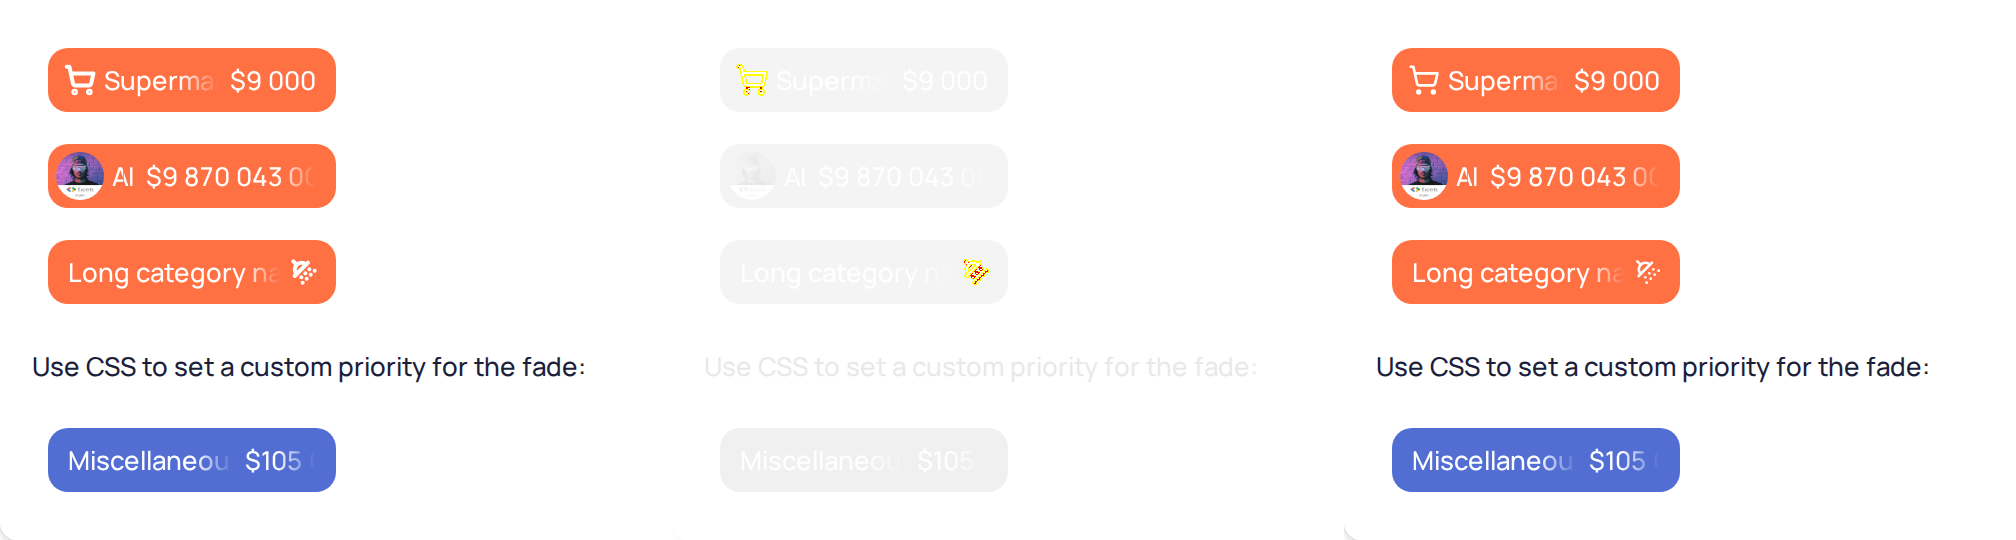 Superma $9 000
AI $9 870 043 00
Long category na
Use CSS to set a custom priority for the fade:
Miscellaneou $105
Superma $9 000
AI $9 870 043 0
Long category na
Use CSS to set a custom priority for the fade:
Miscellaneou $105
Superma $9 000
AI $9 870 043 00
Long category na
Use CSS to set a custom priority for the fade:
Miscellaneou $105